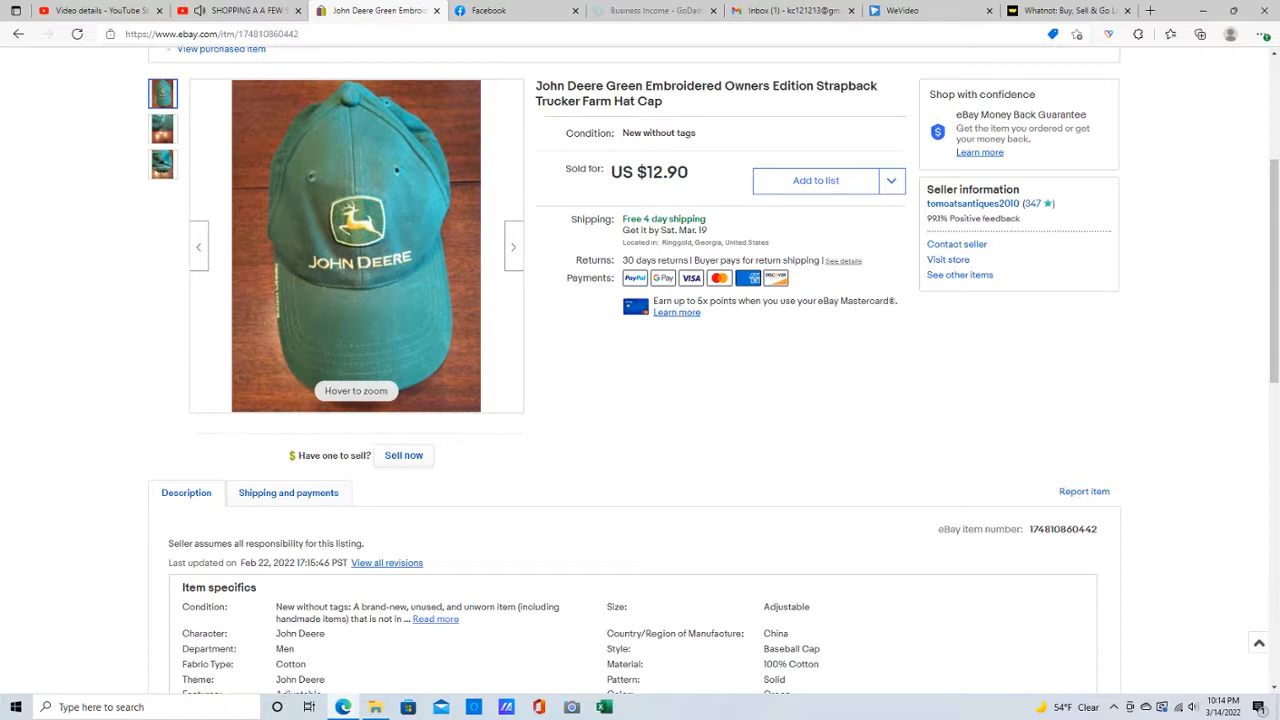 Video details - YouTube S
SHOPPING A A FEW S
John Deere Green Embroid
Facebook
Business Income - GoDad
Inbox (1) - kc121213@gmai
WeVideo
Whatnot: Buy, Sell & Go L
https://www.ebay.com/itm/174810860442
View purchased item
John Deere Green Embroidered Owners Edition Strapback
Trucker Farm Hat Cap
Condition: New without tags
Sold for: US $12.90
Add to list
Shipping: Free 4 day shipping
Get it by Sat. Mar. 19
Located in: Ringgold, Georgia, United States
Returns: 30 days returns | Buyer pays for return shipping | See details
Payments: PayPal G Pay VISA DISCOVER
Earn up to 5x points when you use your eBay Mastercard®.
Learn more
Shop with confidence
eBay Money Back Guarantee
Get the item you ordered or get
your money back.
Learn more
Seller information
tomoatsantiques2010 (347)
99.1% Positive feedback
Contact seller
Visit store
See other items
JOHN DEERE
Hover to zoom
Have one to sell? Sell now
Description
Shipping and payments
Report item
eBay item number: 174810860442
Seller assumes all responsibility for this listing.
Last updated on Feb 22, 2022 17:15:46 PST View all revisions
Item specifics
Condition: New without tags: A brand-new, unused, and unworn item (including
handmade items) that is not in ... Read more
Size: Adjustable
Character: John Deere
Country/Region of Manufacture: China
Department: Men
Style: Baseball Cap
Fabric Type: Cotton
Material: 100% Cotton
Theme: John Deere
Pattern: Solid
Type here to search
54°F Clear
10:14 PM
3/14/2022